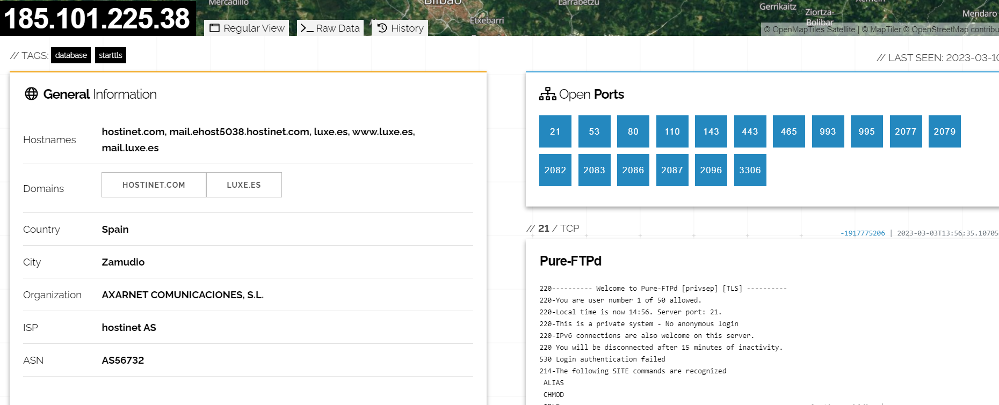 Mercadillo
Bilbao
Larrabetzu
Gerrikaitz
Ziortza-
Bolibar
Mendaro
Etxebarri
185.101.225.38
Regular View
Raw Data
History
© OpenMapTiles Satellite | © MapTiler © OpenStreetMap contribu
// TAGS: database starttls
// LAST SEEN: 2023-03-10
General Information
Hostnames
hostinet.com, mail.ehost5038.hostinet.com, luxe.es, www.luxe.es,
mail.luxe.es
Domains
HOSTINET.COM
LUXE.ES
Country
Spain
City
Zamudio
Organization
AXARNET COMUNICACIONES, S.L.
ISP
hostinet AS
ASN
AS56732
Open Ports
21 53 80 110 143 443 465 993 995 2077 2079
2082 2083 2086 2087 2096 3306
// 21 / TCP
-1917775206 | 2023-03-03T13:56:35.10705
Pure-FTPd
220---------- Welcome to Pure-FTPd [privsep] [TLS] ----------
220-You are user number 1 of 50 allowed.
220-Local time is now 14:56. Server port: 21.
220-This is a private system - No anonymous login
220-IPv6 connections are also welcome on this server.
220 You will be disconnected after 15 minutes of inactivity.
530 Login authentication failed
214-The following SITE commands are recognized
ALIAS
CHMOD